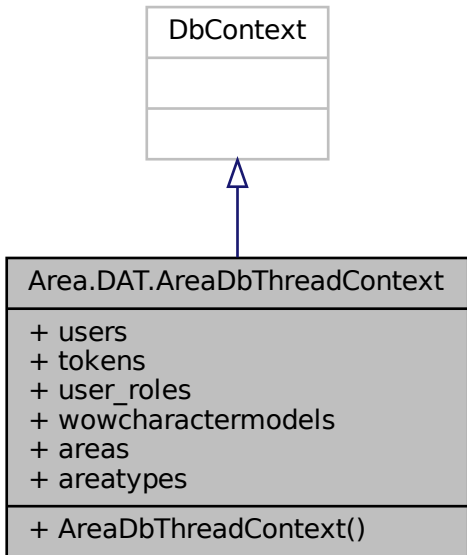 DbContext
Area.DAT.AreaDbThreadContext
+ users
+ tokens
+ user_roles
+ wowcharactermodels
+ areas
+ areatypes
+ AreaDbThreadContext()